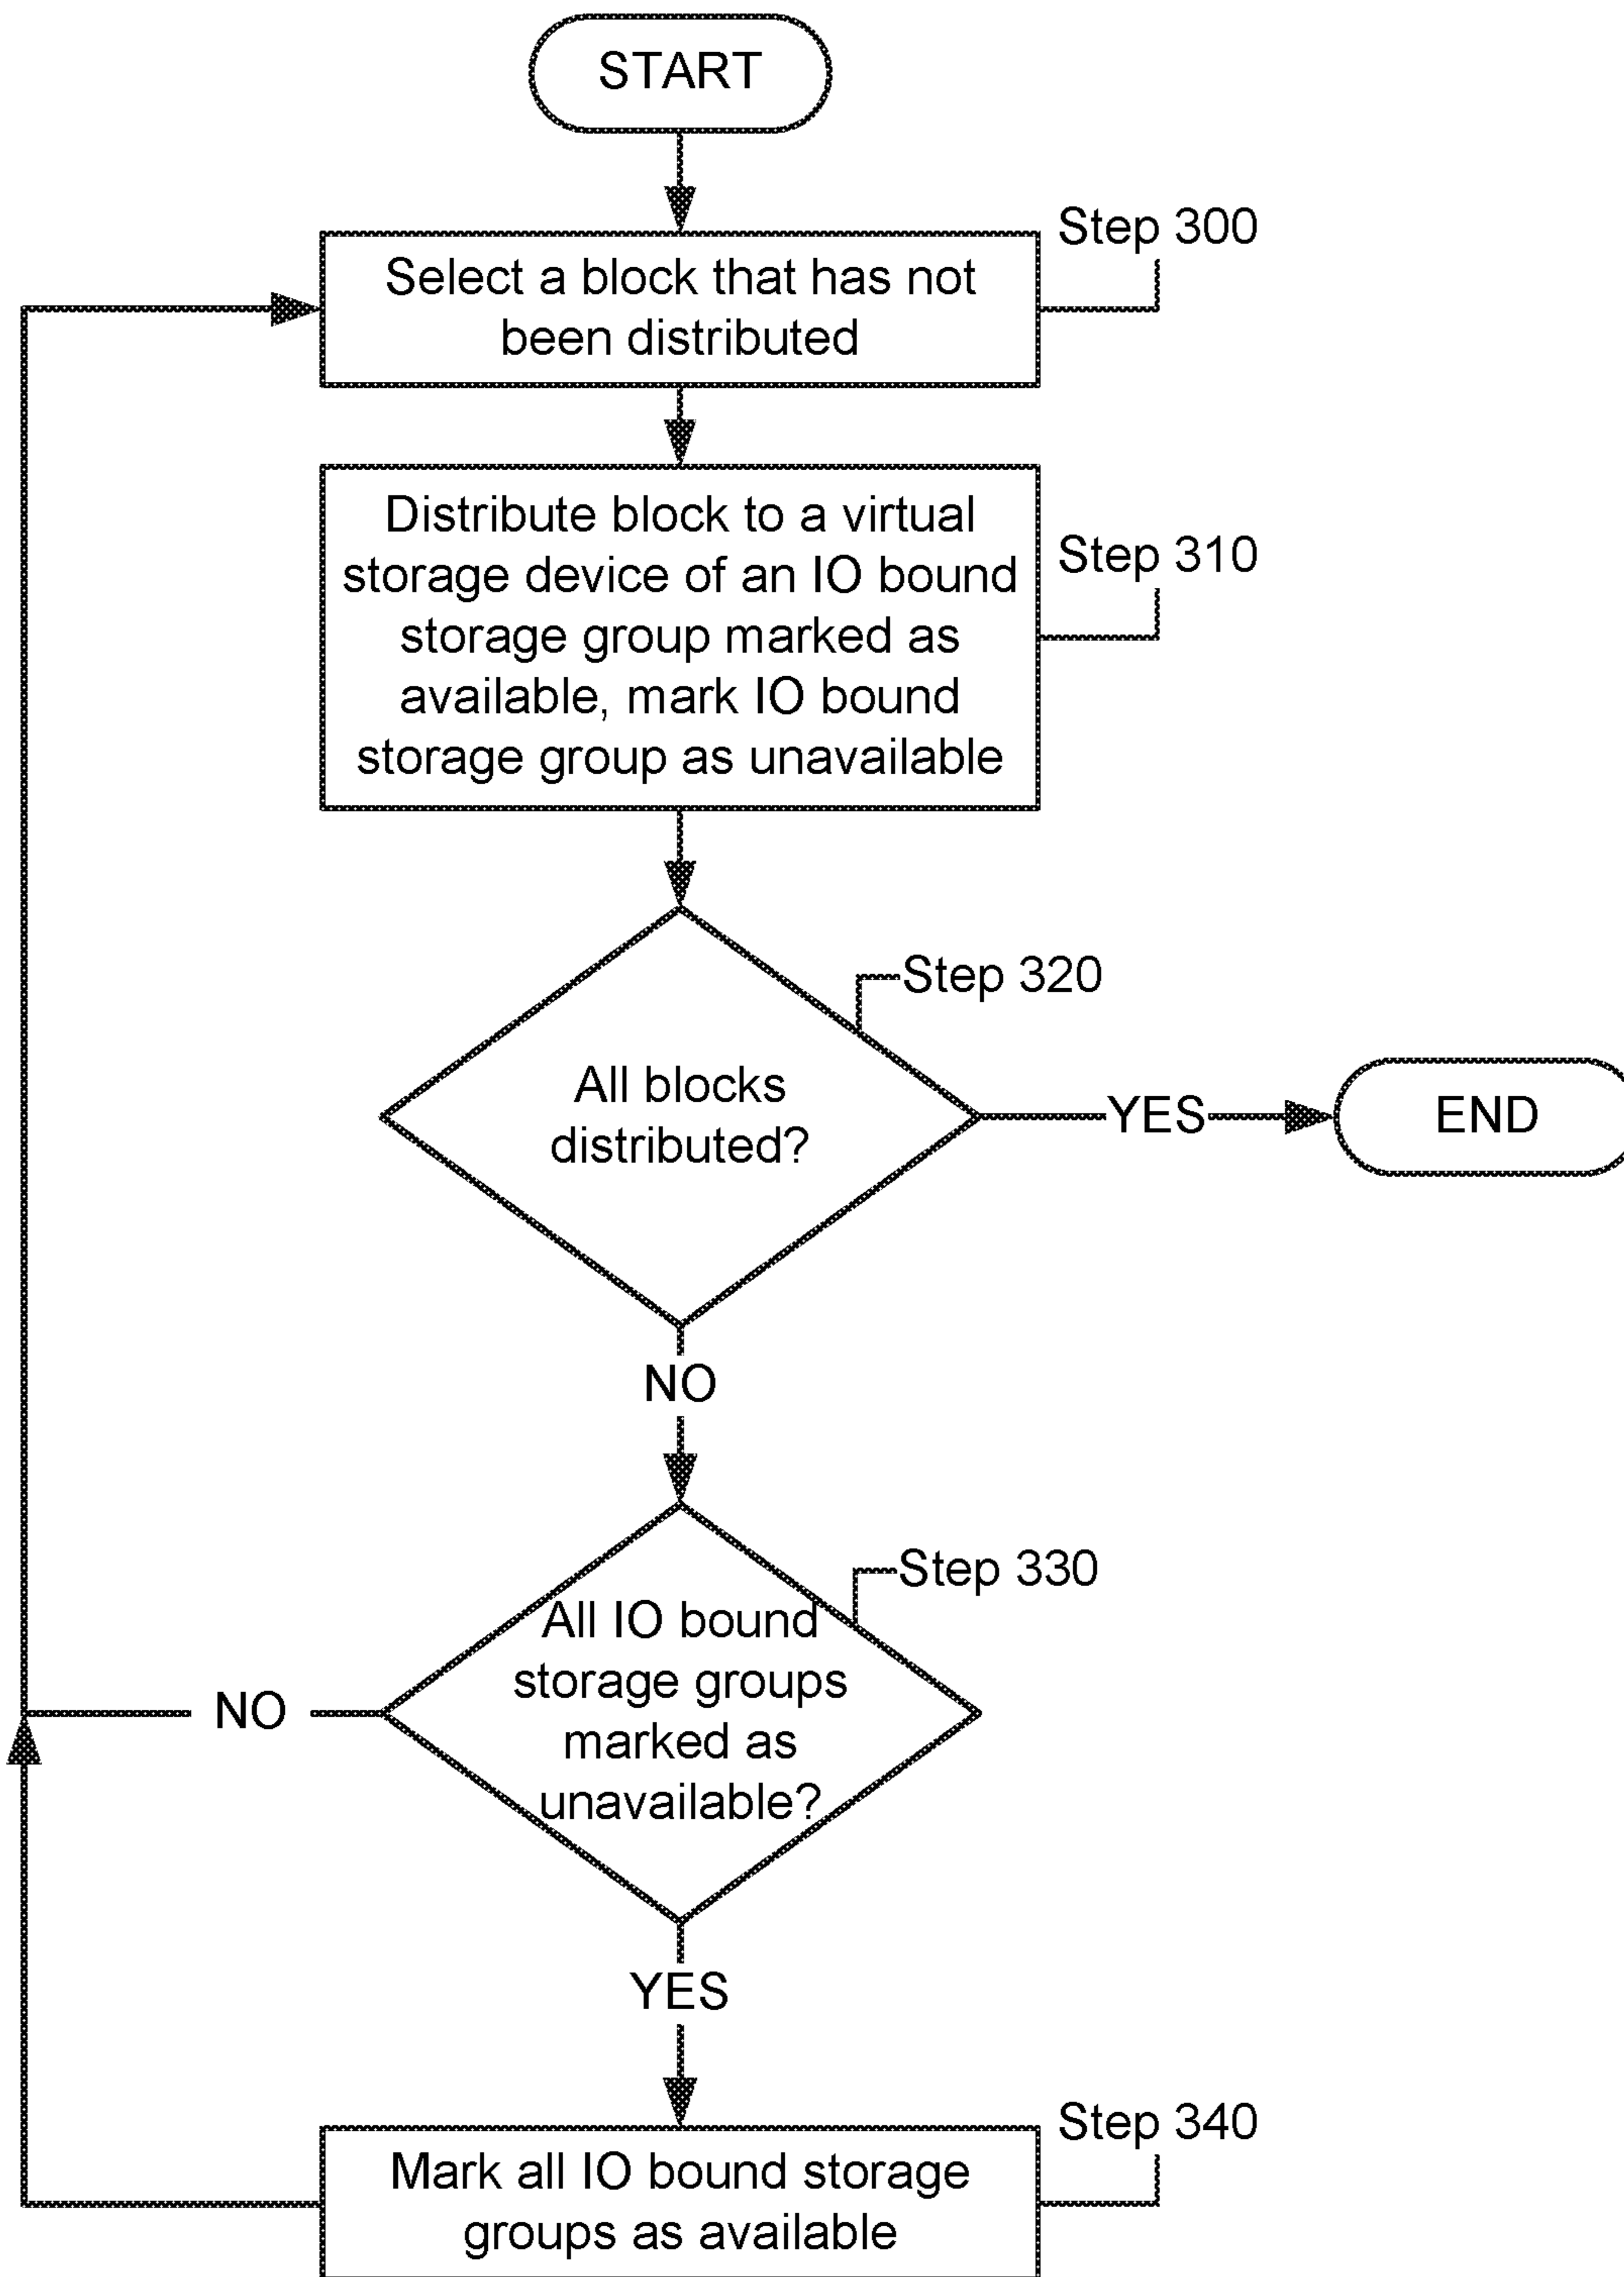 START
Step 300
Select a block that has not
been distributed
Distribute block to a virtual
storage device of an IO bound
storage group marked as
available, mark IO bound
storage group as unavailable
Step 310
Step 320
All blocks
distributed?
YES
END
NO
Step 330
All IO bound
storage groups
marked as
unavailable?
NO
YES
Step 340
Mark all IO bound storage
groups as available